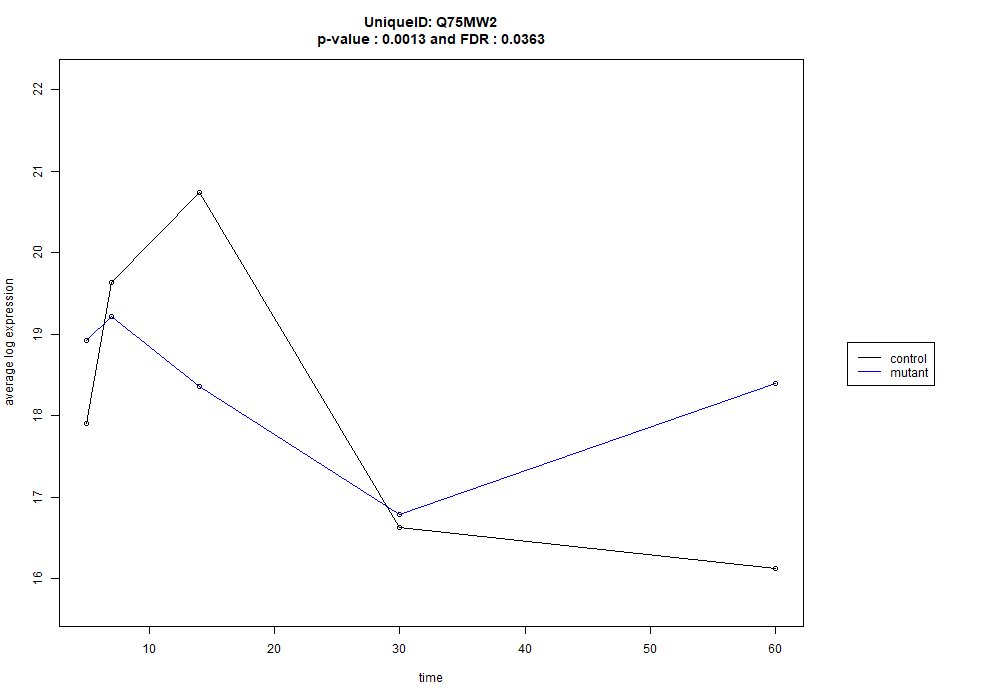 UniqueID: Q75MW2
p-value : 0.0013 and FDR : 0.0363
average log expression
22
21
20
19
18
17
16
10
20
30
40
50
60
time
control
mutant